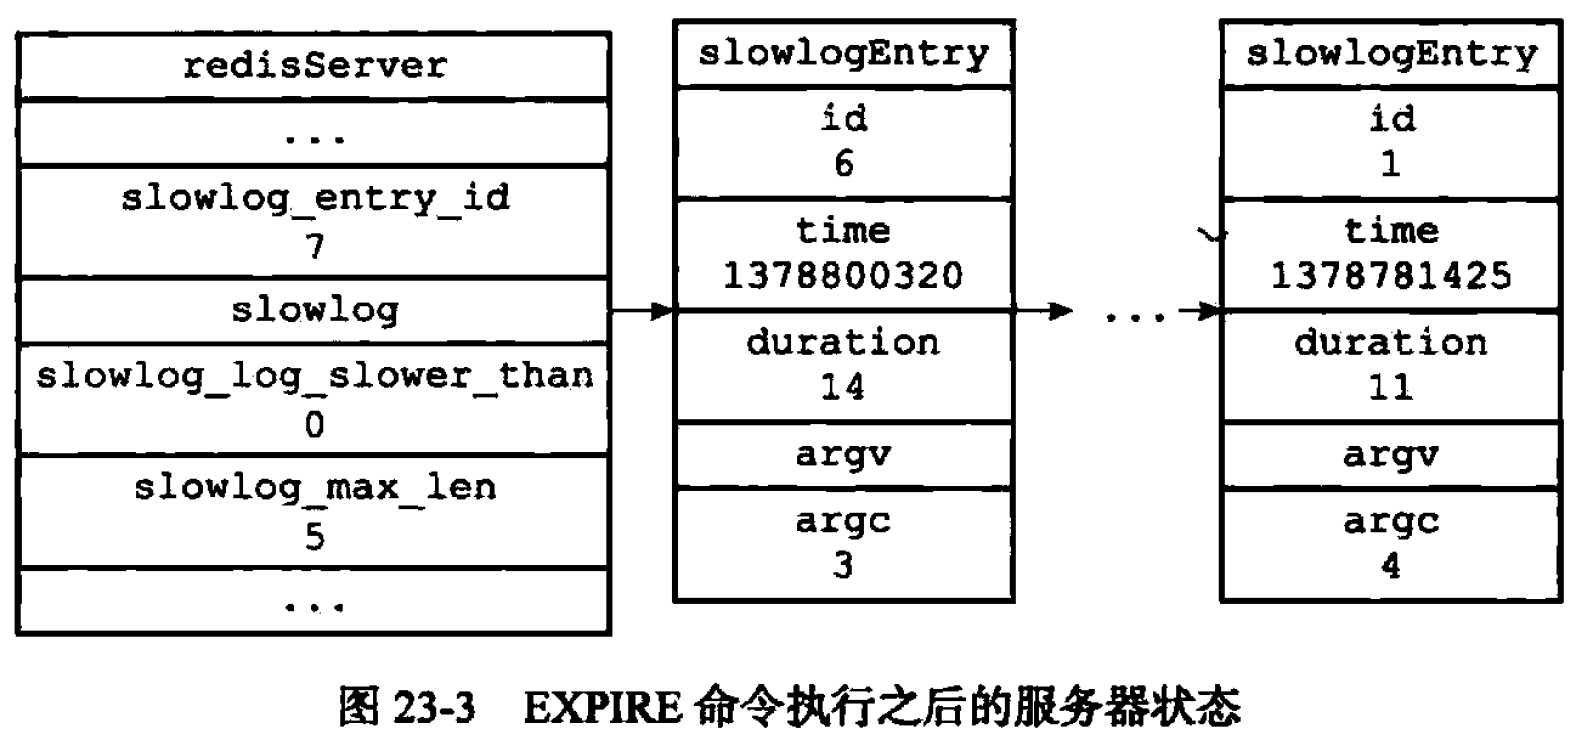 redisServer
...
slowlog_entry_id
7
slowlog
slowlog_log_slower_than
0
slowlog_max_len
5
...
slowlogEntry
id
6
time
1378800320
duration
14
argv
argc
3
...
slowlogEntry
id
1
time
1378781425
duration
11
argv
argc
4
图 23-3 EXPIRE 命令执行之后的服务器状态